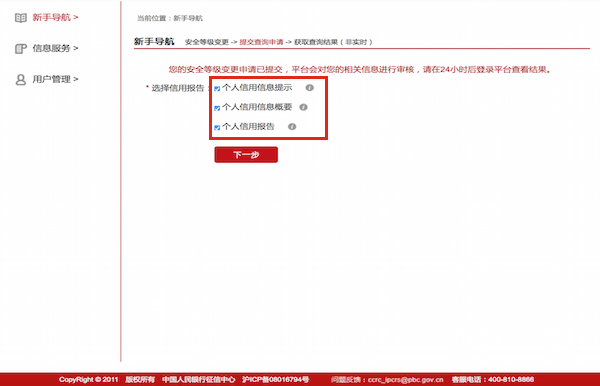 新手导航 >
信息服务 >
用户管理 >
当前位置：新手导航
新手导航 安全等级变更 -> 提交查询申请 -> 获取查询结果（非实时）
您的安全等级变更申请已提交，平台会对您的相关信息进行审核，请在24小时后登录平台查看结果。
* 选择信用报告：
个人信用信息提示
个人信用信息概要
个人信用报告
下一步
CopyRight © 2011 版权所有 中国人民银行征信中心 沪ICP备08016794号 问题反馈：ccrc_ipcrs@pbc.gov.cn 客服电话：400-810-8866